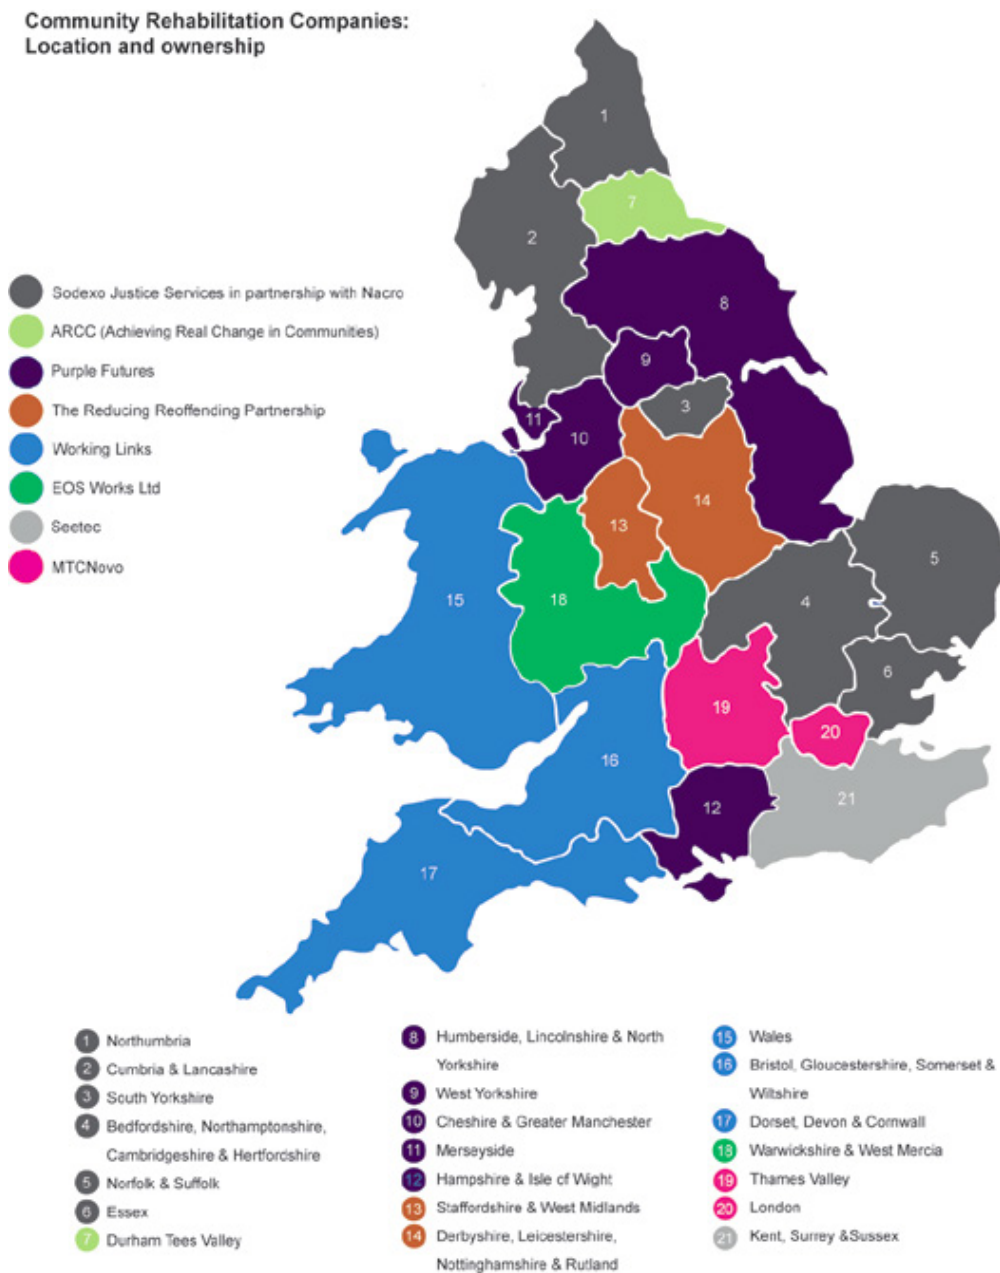 Community Rehabilitation Companies:
Location and ownership
1
7
2
8
9
3
11
10
14
13
5
15
18
4
6
19
20
16
21
12
17
Sodexo Justice Services in partnership with Nacro
ARCC (Achieving Real Change in Communities)
Purple Futures
The Reducing Reoffending Partnership
Working Links
EOS Works Ltd
Seetec
MTCNovo
1 Northumbria
2 Cumbria & Lancashire
3 South Yorkshire
4 Bedfordshire, Northamptonshire,
Cambridgeshire & Hertfordshire
5 Norfolk & Suffolk
6 Essex
7 Durham Tees Valley
8 Humberside, Lincolnshire & North
Yorkshire
9 West Yorkshire
10 Cheshire & Greater Manchester
11 Merseyside
12 Hampshire & Isle of Wight
13 Staffordshire & West Midlands
14 Derbyshire, Leicestershire,
Nottinghamshire & Rutland
15 Wales
16 Bristol, Gloucestershire, Somerset &
Wiltshire
17 Dorset, Devon & Cornwall
18 Warwickshire & West Mercia
19 Thames Valley
20 London
21 Kent, Surrey &Sussex